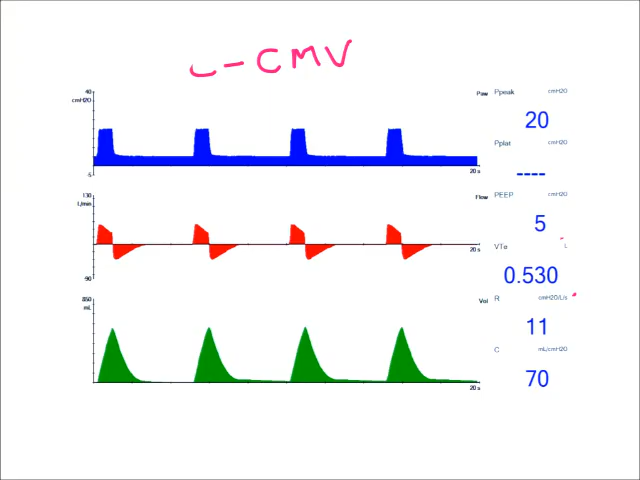 C-CMV
40
cmH2O
-5
20 s
Paw
Ppeak cmH2O
20
Pplat cmH2O
----
130
L/min
90
20 s
Flow
PEEP cmH2O
5
VTe L
0.530
850
mL
20 s
Vol
R cmH2O/L/s
11
C mL/cmH2O
70